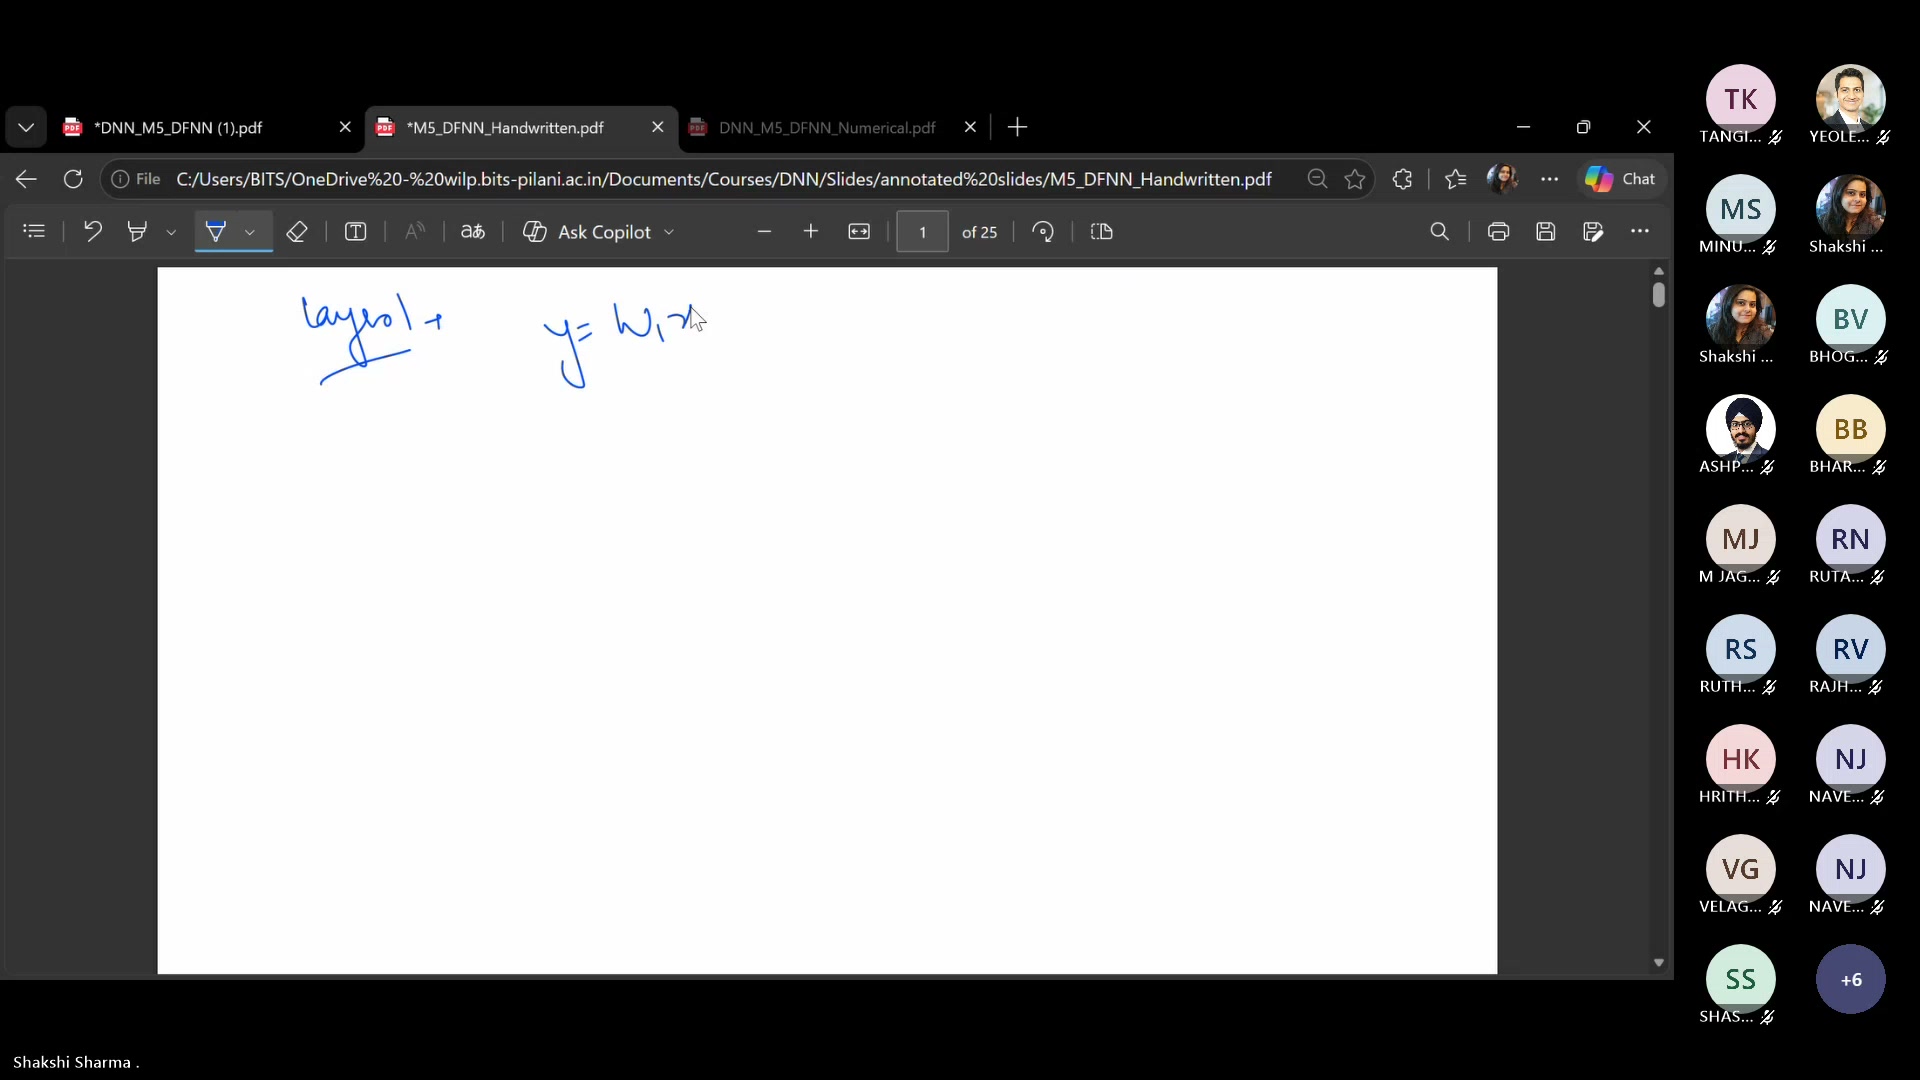 *DNN_M5_DFNN (1).pdf
*M5_DFNN_Handwritten.pdf
DNN_M5_DFNN_Numerical.pdf
File
C:/Users/BITS/OneDrive%20-%20wilp.bits-pilani.ac.in/Documents/Courses/DNN/Slides/annotated%20slides/M5_DFNN_Handwritten.pdf
Chat
aあ
Ask Copilot
1 of 25
layer 1 →
y = W₁x
TK
TANGI...
YEOLE...
MS
MINU...
Shakshi ...
Shakshi ...
BV
BHOG...
ASHP...
BB
BHAR...
MJ
M JAG...
RN
RUTA...
RS
RUTH...
RV
RAJH...
HK
HRITH...
NJ
NAVE...
VG
VELAG...
NJ
NAVE...
SS
SHAS...
+6
Shakshi Sharma .